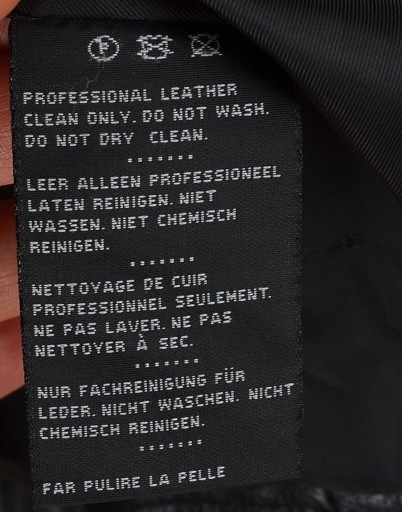 PROFESSIONAL LEATHER
CLEAN ONLY. DO NOT WASH.
DO NOT DRY CLEAN.
LEER ALLEEN PROFESSIONEEL
LATEN REINIGEN. NIET
WASSEN. NIET CHEMISCH
REINIGEN.
NETTOYAGE DE CUIR
PROFESSIONNEL SEULEMENT.
NE PAS LAVER. NE PAS
NETTOYER À SEC.
NUR FACHREINIGUNG FÜR
LEDER. NICHT WASCHEN. NICHT
CHEMISCH REINIGEN.
FAR PULIRE LA PELLE